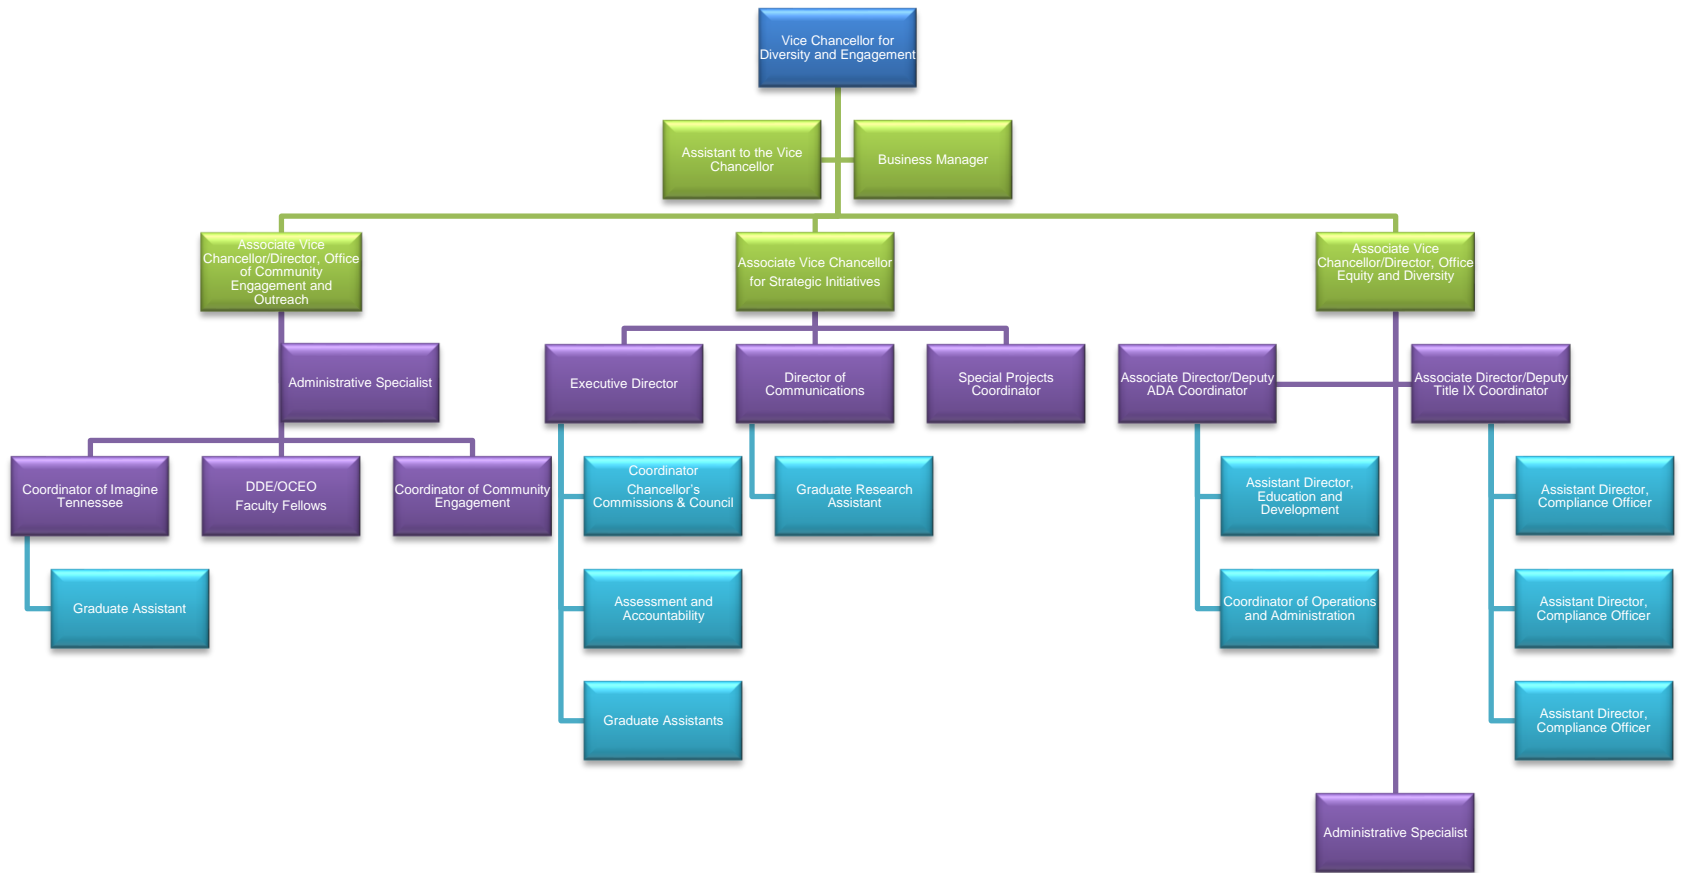 Vice Chancellor for
Diversity and Engagement
Assistant to the Vice
Chancellor
Business Manager
Associate Vice
Chancellor/Director, Office
of Community
Engagement and
Outreach
Associate Vice Chancellor
for Strategic Initiatives
Associate Vice
Chancellor/Director, Office
Equity and Diversity
Administrative Specialist
Executive Director
Director of
Communications
Special Projects
Coordinator
Associate Director/Deputy
ADA Coordinator
Associate Director/Deputy
Title IX Coordinator
Coordinator of Imagine
Tennessee
DDE/OCEO
Faculty Fellows
Coordinator of Community
Engagement
Coordinator
Chancellor’s
Commissions & Council
Graduate Research
Assistant
Assistant Director,
Education and
Development
Assistant Director,
Compliance Officer
Graduate Assistant
Assessment and
Accountability
Coordinator of Operations
and Administration
Assistant Director,
Compliance Officer
Graduate Assistants
Assistant Director,
Compliance Officer
Administrative Specialist